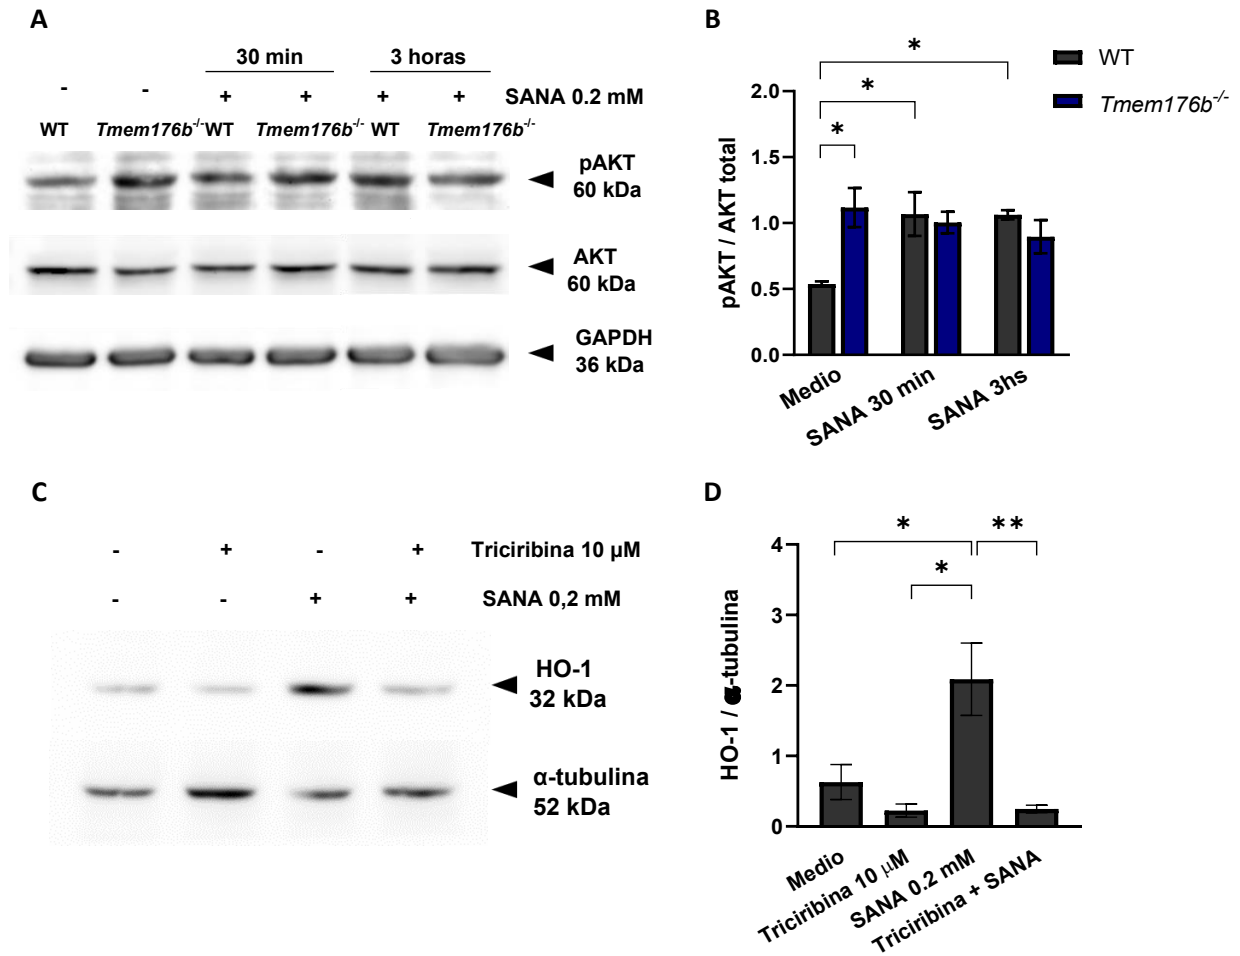 A
30 min
3 horas
- - + + + + SANA 0.2 mM
WT Tmem176b-/- WT Tmem176b-/- WT Tmem176b-/-
pAKT
60 kDa
AKT
60 kDa
GAPDH
36 kDa
B
* 
*
*
WT
Tmem176b-/-
pAKT / AKT total
2.0
1.5
1.0
0.5
0.0
Medio
SANA 30 min
SANA 3hs
C
- + - + Triciribina 10 µM
- - + + SANA 0,2 mM
HO-1
32 kDa
α-tubulina
52 kDa
D
* **
*
HO-1 / α-tubulina
4
3
2
1
0
Medio
Triciribina 10 µM
SANA 0.2 mM
Triciribina + SANA